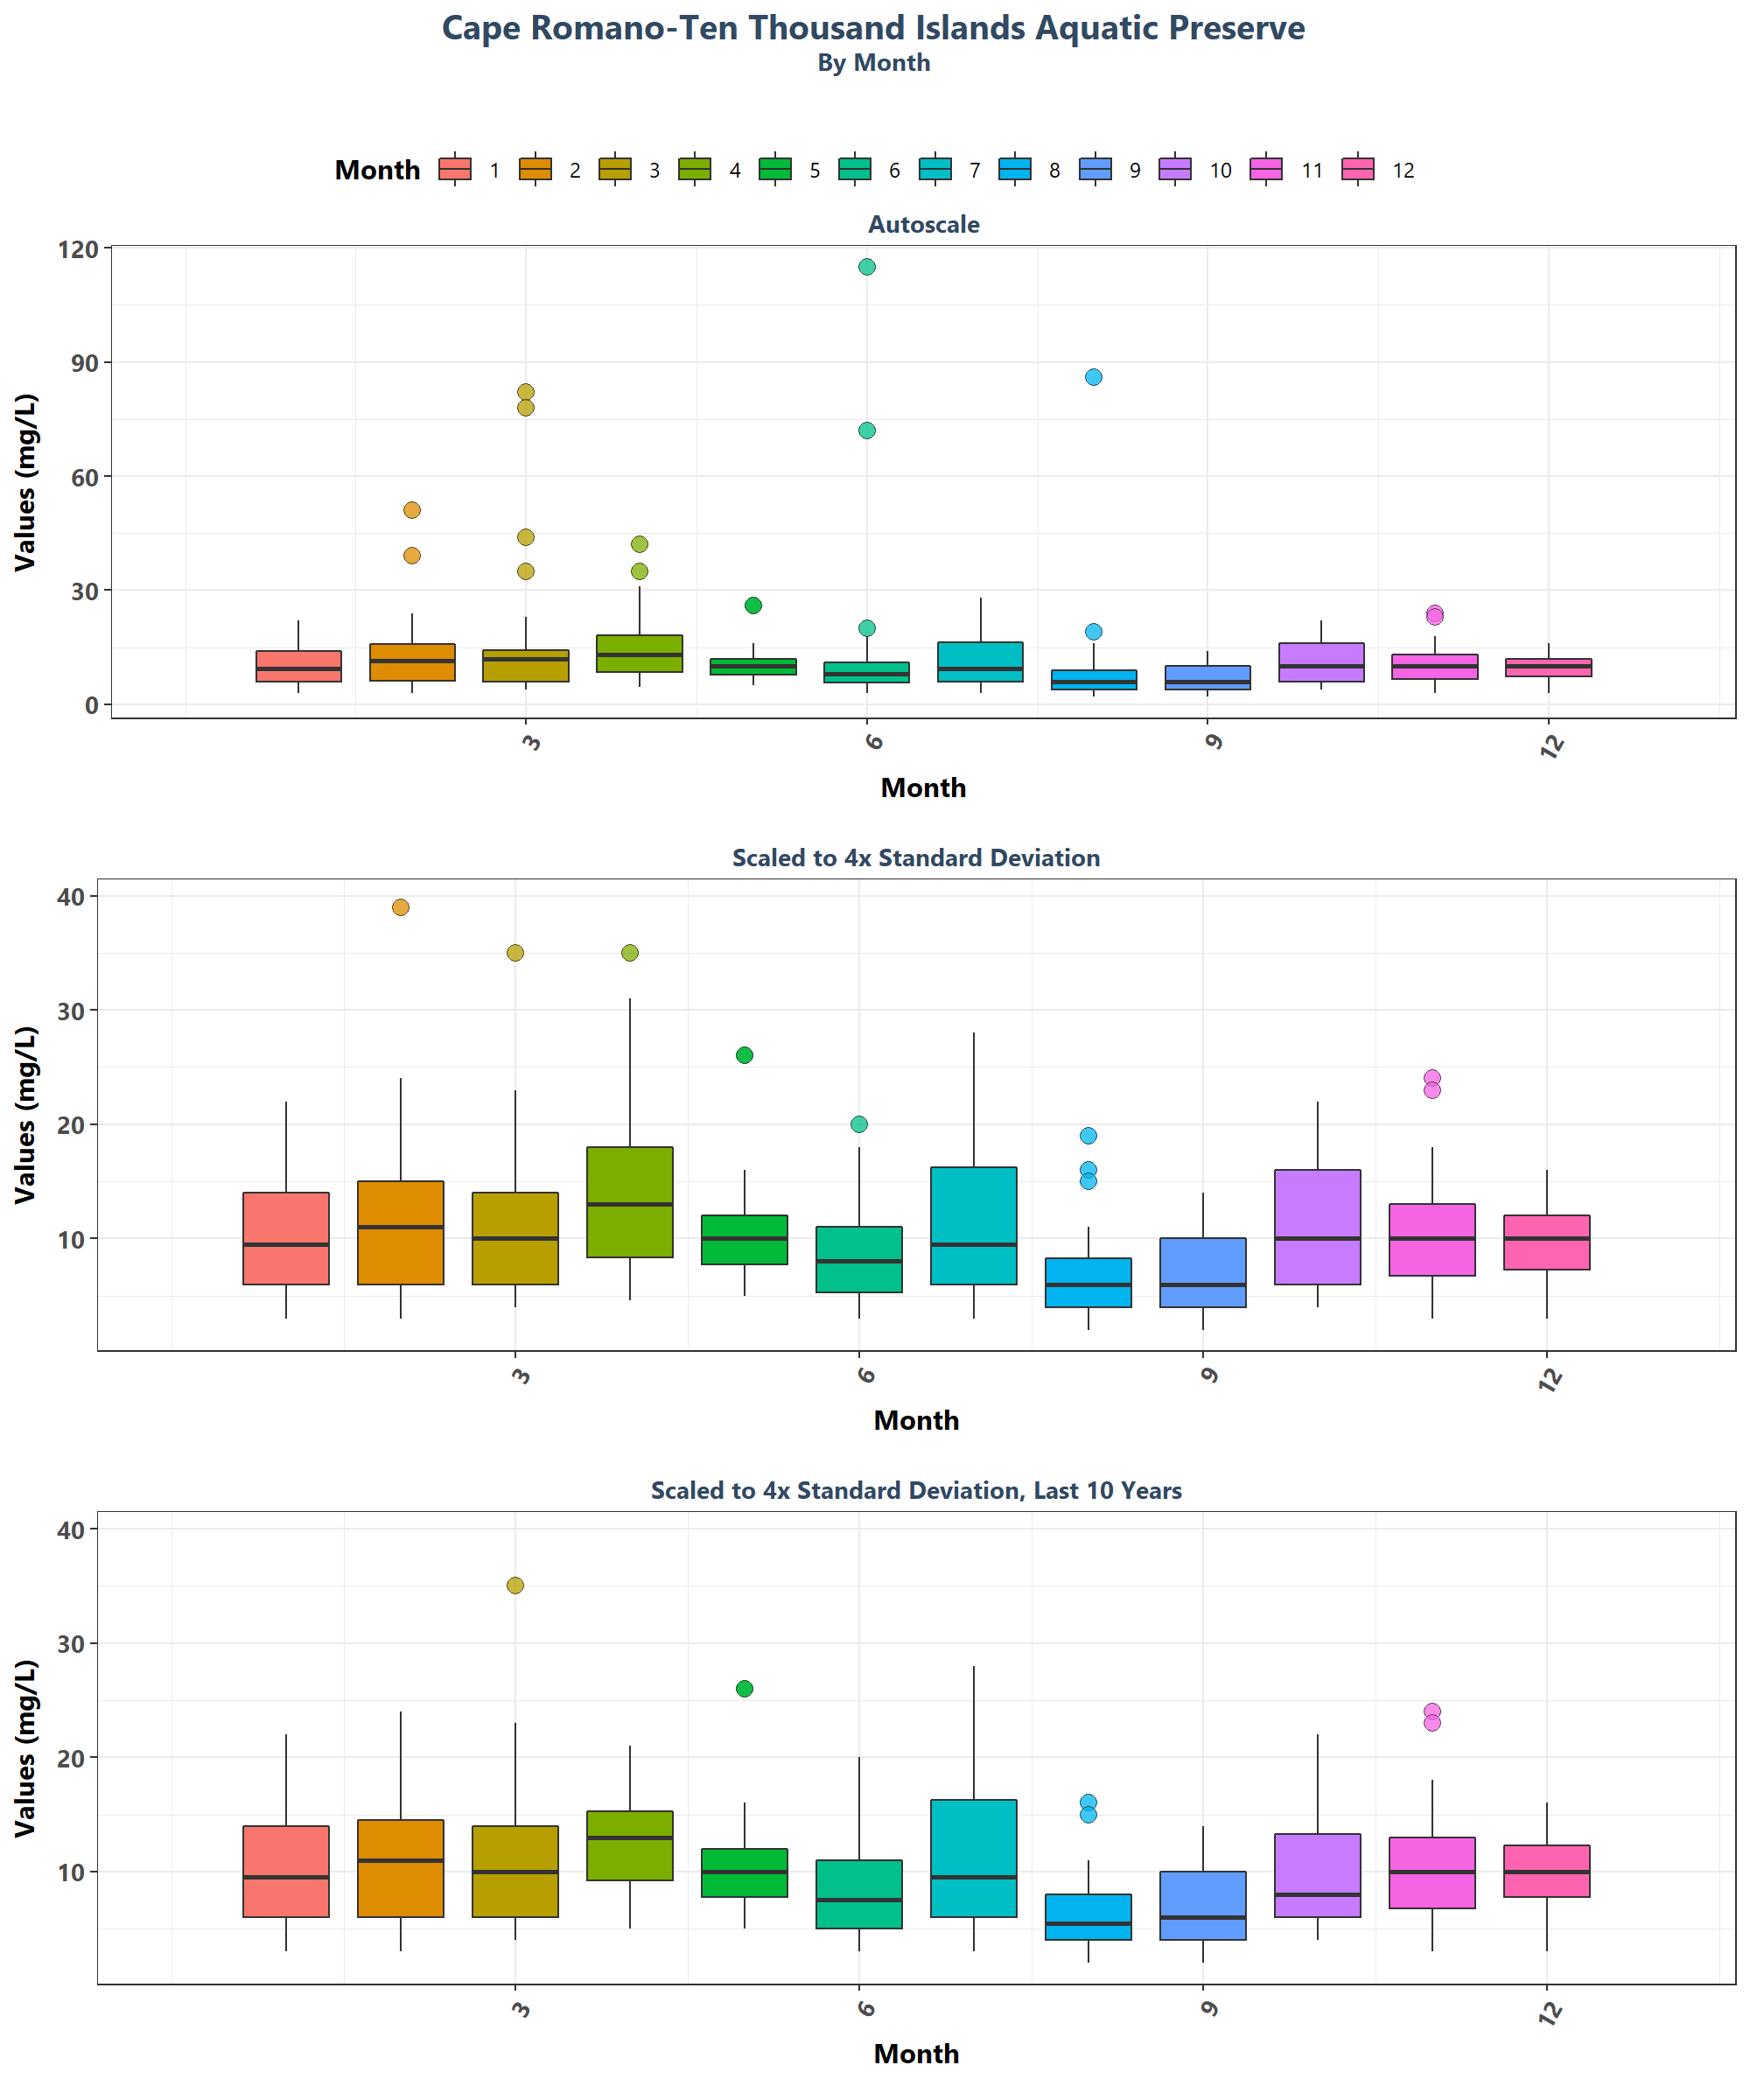 Cape Romano-Ten Thousand Islands Aquatic Preserve
By Month
Month 1 2 3 4 5 6 7 8 9 10 11 12
Autoscale
120
90
60
30
0
Values (mg/L)
3 6 9 12
Month
Scaled to 4x Standard Deviation
40
30
20
10
Values (mg/L)
3 6 9 12
Month
Scaled to 4x Standard Deviation, Last 10 Years
40
30
20
10
Values (mg/L)
3 6 9 12
Month